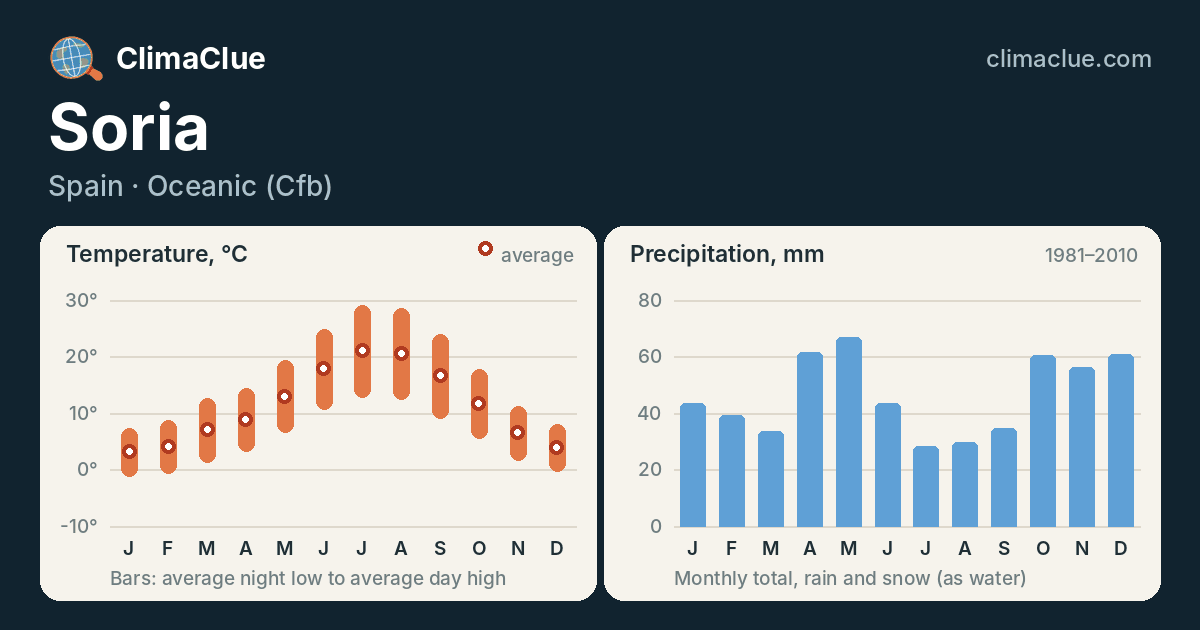 ClimaClue
climaclue.com
Soria
Spain · Oceanic (Cfb)
Temperature, °C
average
30°
20°
10°
0°
-10°
J F M A M J J A S O N D
Bars: average night low to average day high
Precipitation, mm
1981–2010
80
60
40
20
0
J F M A M J J A S O N D
Monthly total, rain and snow (as water)